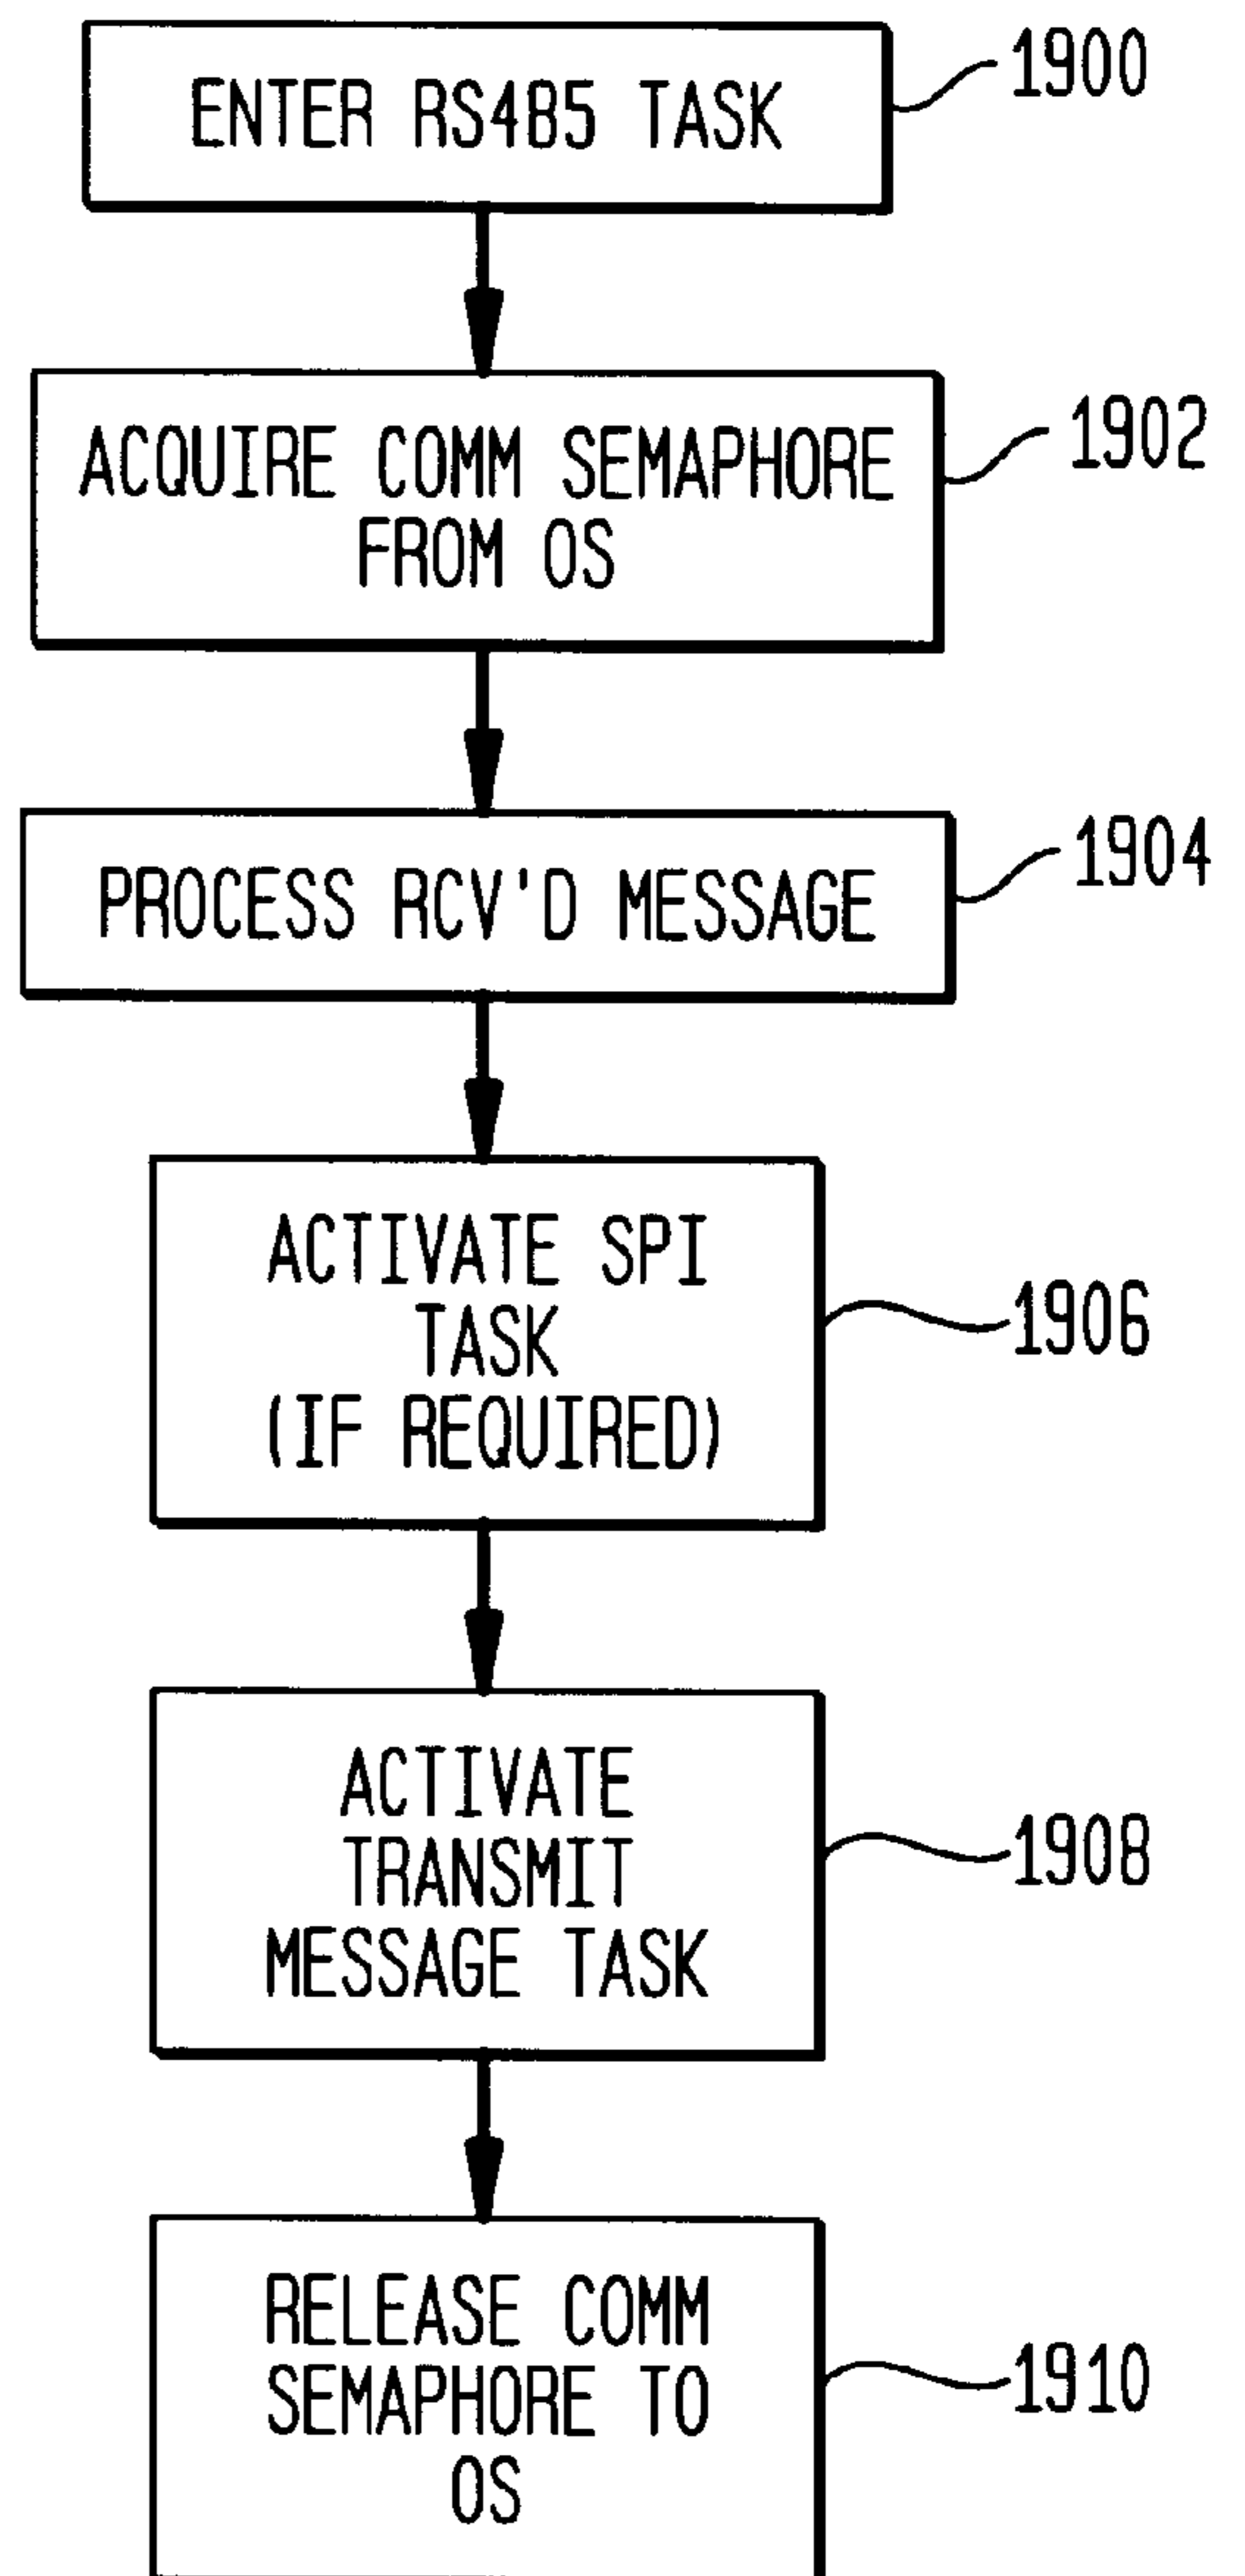 ENTER RS485 TASK
1900
ACQUIRE COMM SEMAPHORE
FROM OS
1902
PROCESS RCV'D MESSAGE
1904
ACTIVATE SPI
TASK
(IF REQUIRED)
1906
ACTIVATE
TRANSMIT
MESSAGE TASK
1908
RELEASE COMM
SEMAPHORE TO
OS
1910